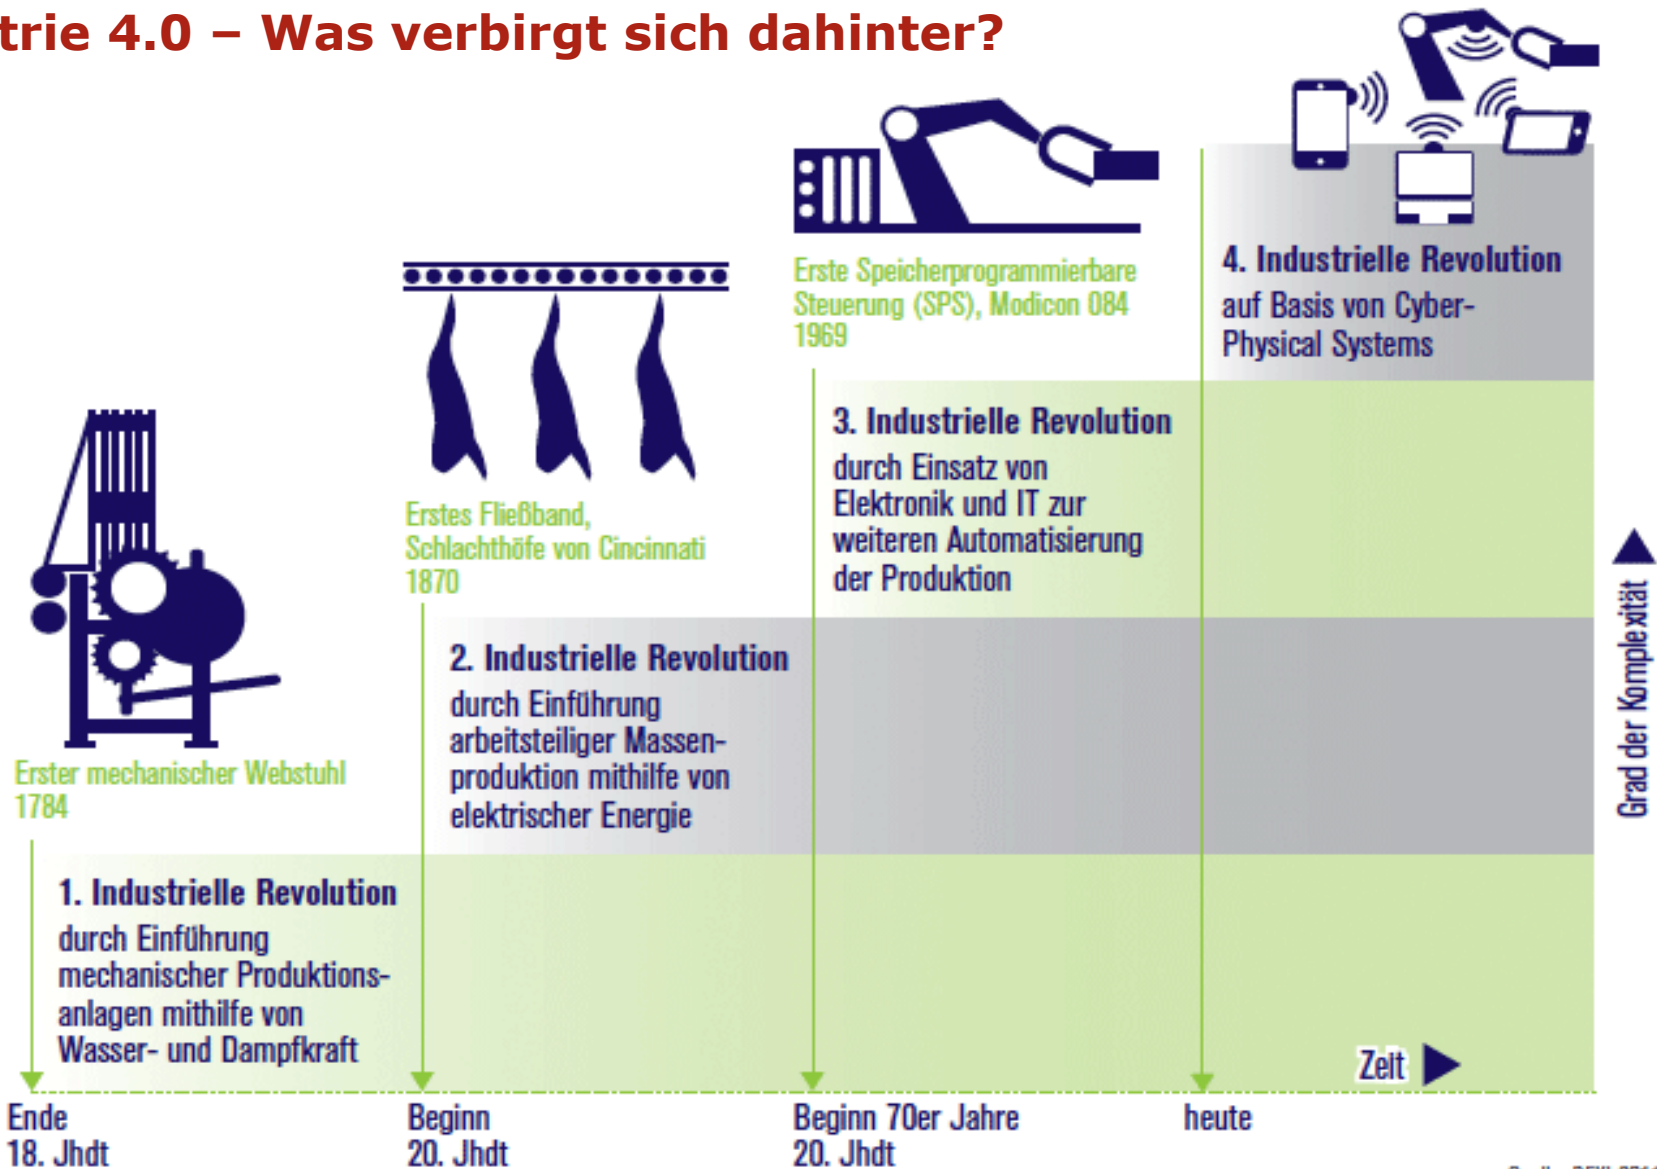 trie 4.0 – Was verbirgt sich dahinter?
Erster mechanischer Webstuhl
1784
Erstes Fließband,
Schlachthöfe von Cincinnati
1870
Erste Speicherprogrammierbare
Steuerung (SPS), Modicon 084
1969
4. Industrielle Revolution
auf Basis von Cyber-
Physical Systems
3. Industrielle Revolution
durch Einsatz von
Elektronik und IT zur
weiteren Automatisierung
der Produktion
2. Industrielle Revolution
durch Einführung
arbeitsteiliger Massen-
produktion mithilfe von
elektrischer Energie
1. Industrielle Revolution
durch Einführung
mechanischer Produktions-
anlagen mithilfe von
Wasser- und Dampfkraft
Grad der Komplexität
Zeit
Ende
18. Jhdt
Beginn
20. Jhdt
Beginn 70er Jahre
20. Jhdt
heute